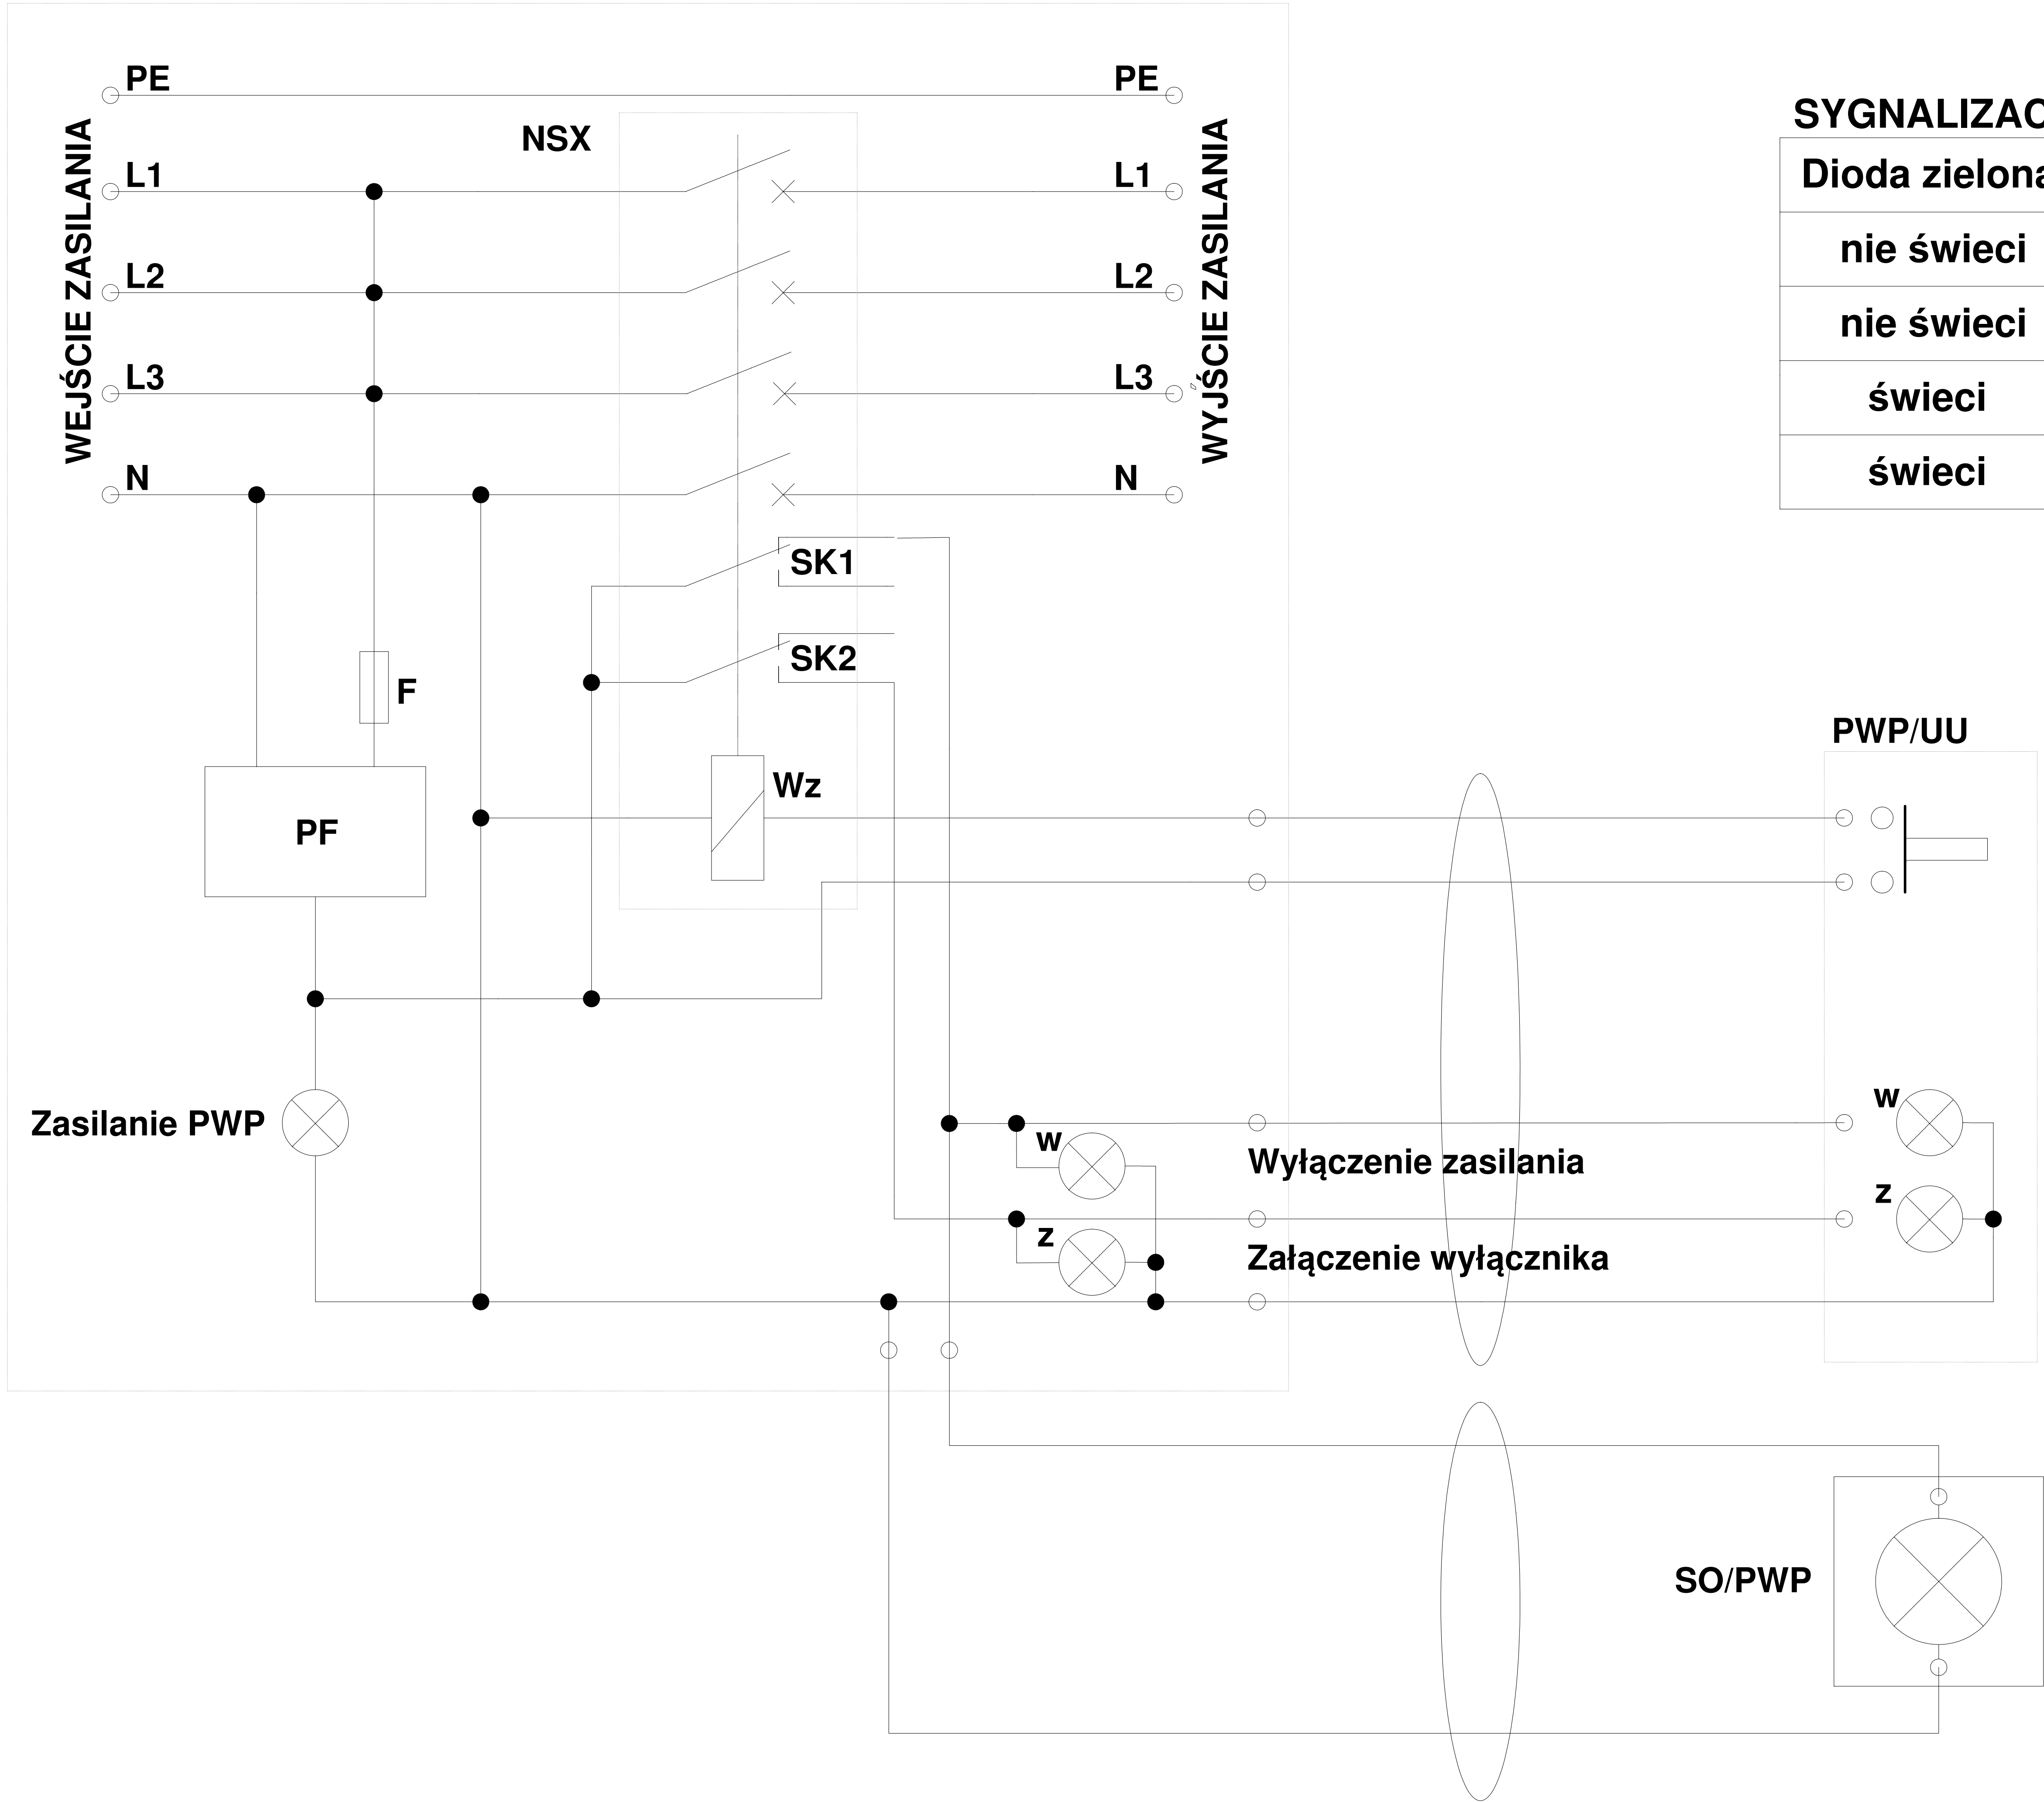 PE
PE
NSX
L1
L1
L2
L2
L3
L3
N
N
WEJŚCIE ZASILANIA
WYJŚCIE ZASILANIA
SYGNALIZAC
Dioda zielona
nie świeci
nie świeci
świeci
świeci
SK1
SK2
F
Wz
PF
PWP/UU
Zasilanie PWP
w
w
Wyłączenie zasilania
z
z
Załączenie wyłącznika
SO/PWP